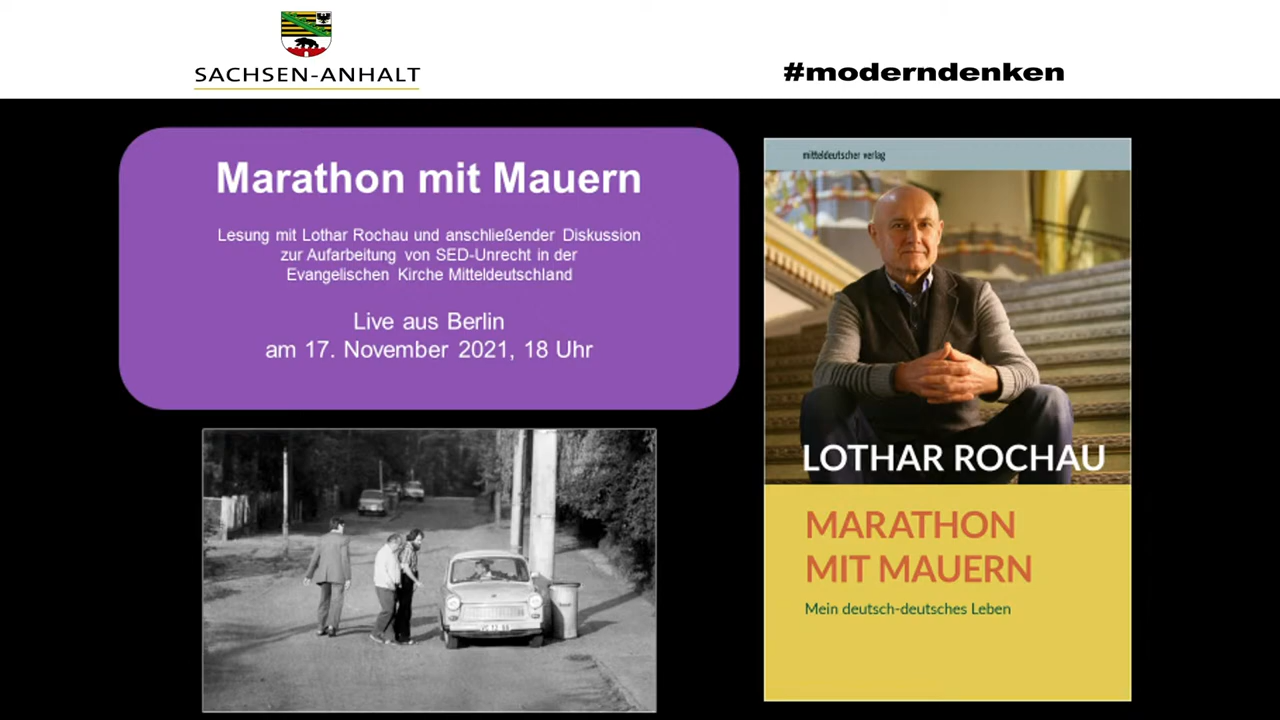 SACHSEN-ANHALT
#moderndenken
Marathon mit Mauern
Lesung mit Lothar Rochau und anschließender Diskussion
zur Aufarbeitung von SED-Unrecht in der
Evangelischen Kirche Mitteldeutschland
Live aus Berlin
am 17. November 2021, 18 Uhr
mitteldeutscher verlag
LOTHAR ROCHAU
MARATHON
MIT MAUERN
Mein deutsch-deutsches Leben